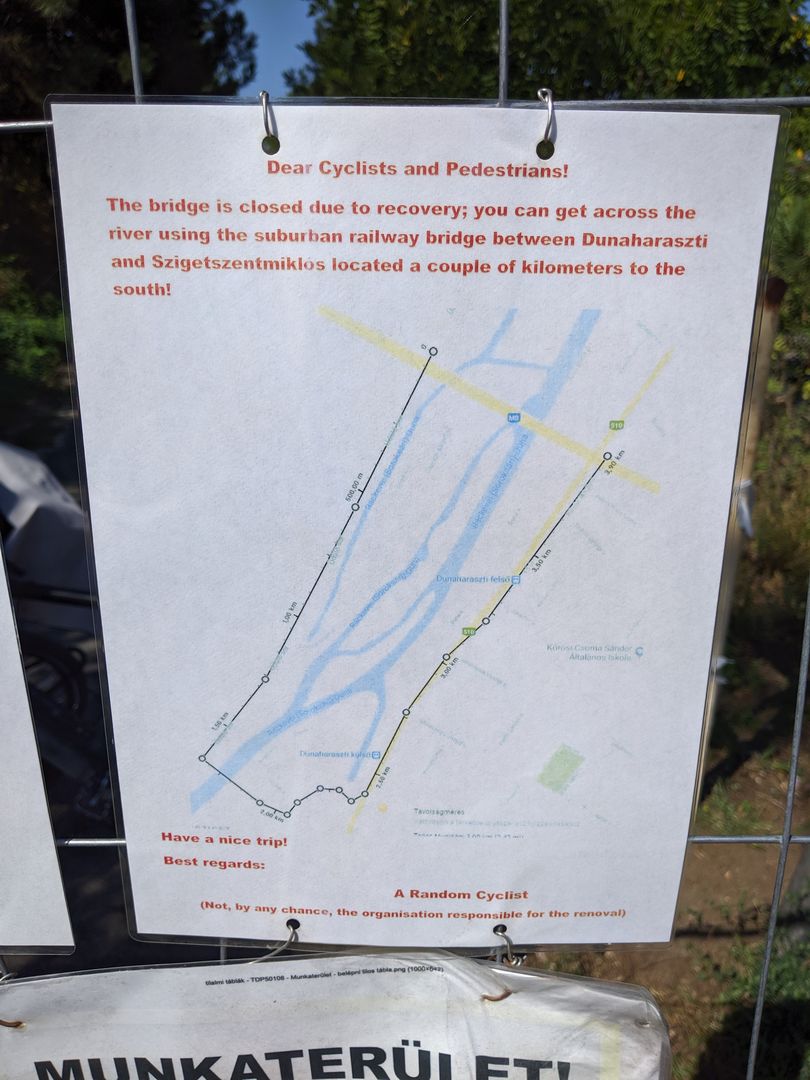 Dear Cyclists and Pedestrians!
The bridge is closed due to recovery; you can get across the
river using the suburban railway bridge between Dunaharaszti
and Szigetszentmiklós located a couple of kilometers to the
south!
0
M0
510
3,90 km
500,00 m
3,50 km
Dunaharaszti felső
1,00 km
510
Kőrösi Csoma Sándor
Általános Iskola
3,00 km
1,50 km
Dunaharaszti külső
2,50 km
2,00 km
Távolságmérés
Have a nice trip!
Best regards:
A Random Cyclist
(Not, by any chance, the organisation responsible for the renoval)
tilalmi táblák - TDP50108 - Munkaterület - belépni tilos tábla.png (1000×642)
MUNKATERÜLET!